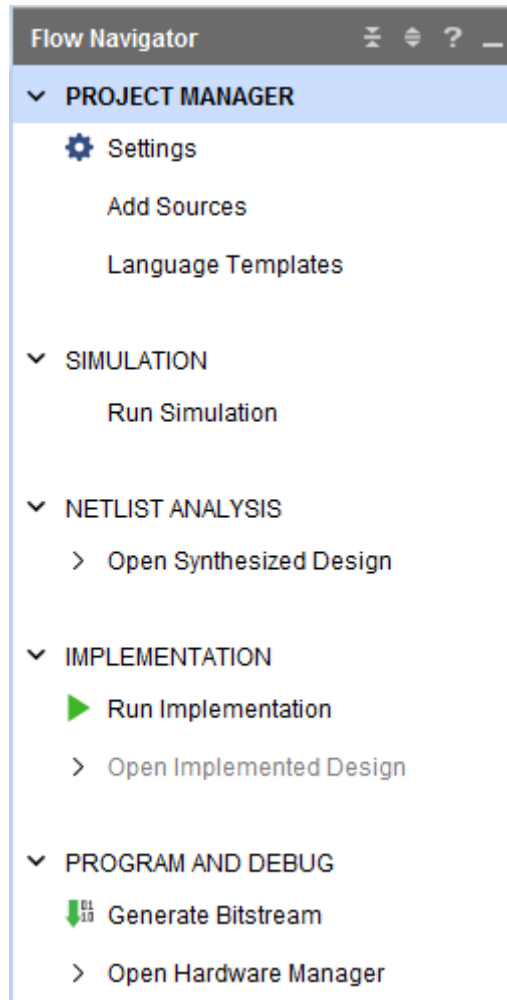 Flow Navigator ?
PROJECT MANAGER
Settings
Add Sources
Language Templates
SIMULATION
Run Simulation
NETLIST ANALYSIS
Open Synthesized Design
IMPLEMENTATION
Run Implementation
Open Implemented Design
PROGRAM AND DEBUG
Generate Bitstream
Open Hardware Manager